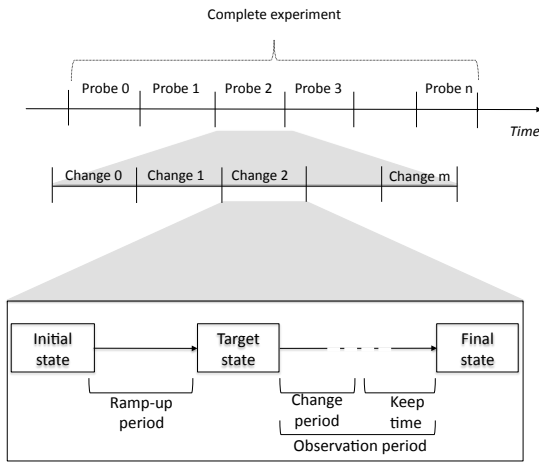 Complete experiment
Probe 0 Probe 1 Probe 2 Probe 3 Probe n
Time
Change 0 Change 1 Change 2 Change m
Initial state
Target state
Final state
Ramp-up period
Change period
Keep time
Observation period